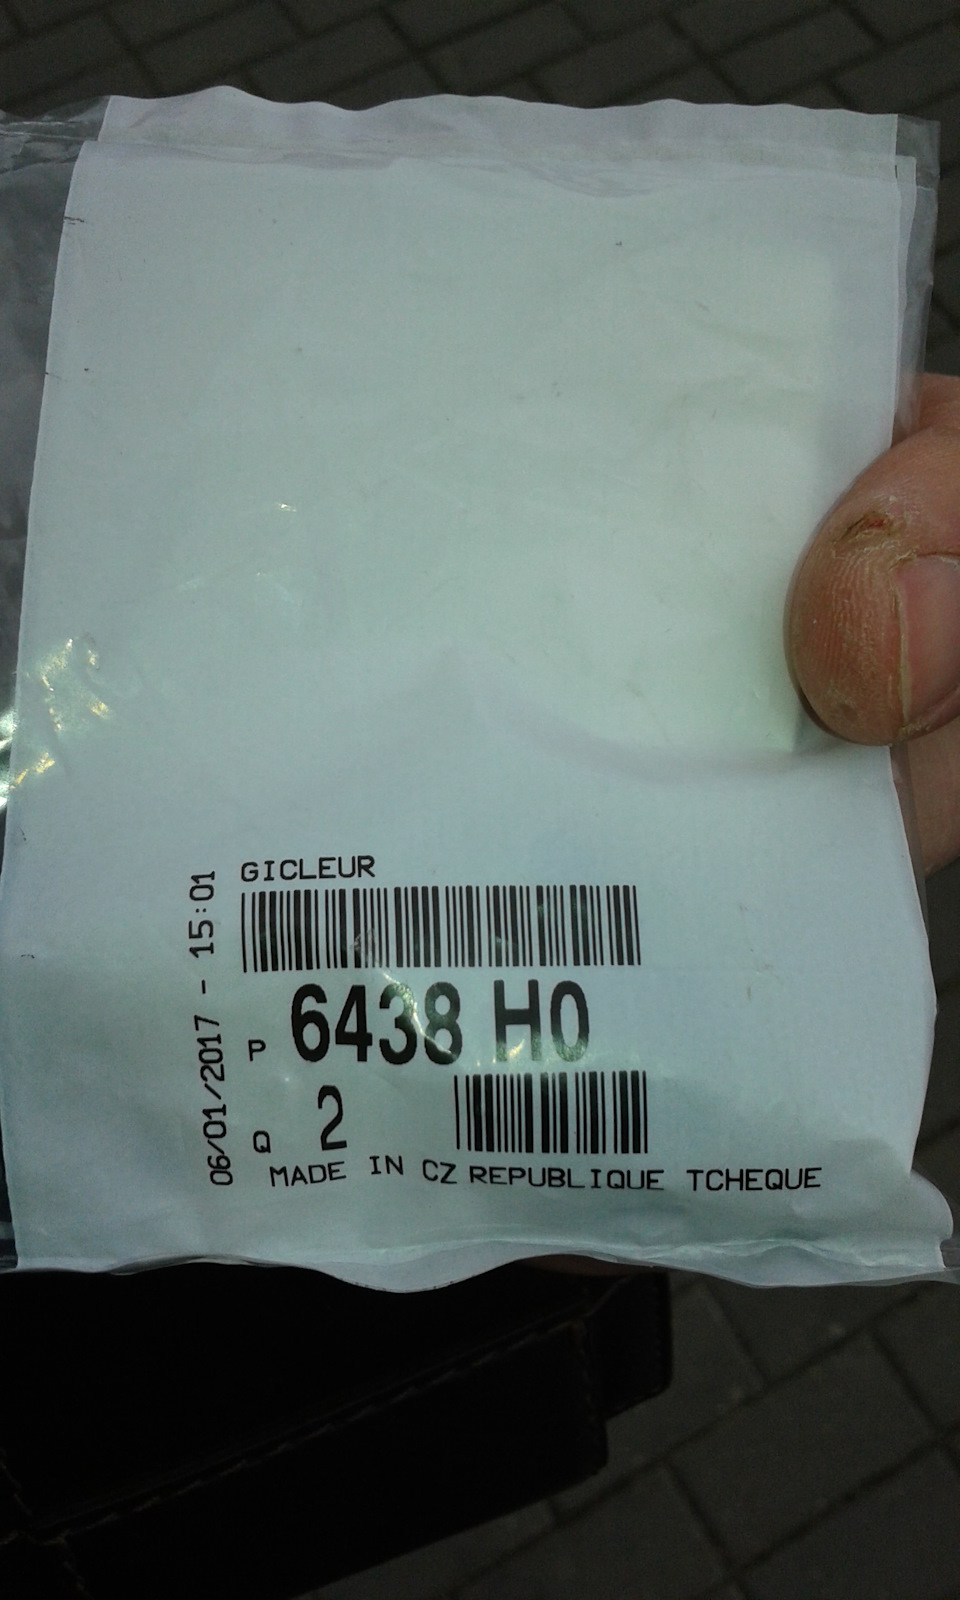 GICLEUR
06/01/2017 - 15:01
P 6438 H0
Q 2
MADE IN CZ REPUBLIQUE TCHEQUE